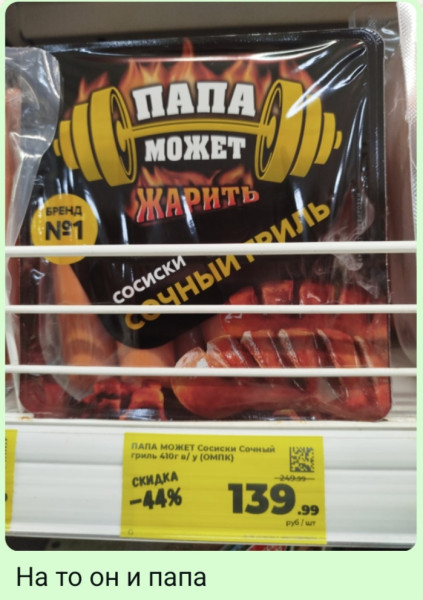 ПАПА
МОЖЕТ
ЖАРИТЬ
БРЕНД
№1
СОСИСКИ
СОЧНЫЙ ГРИЛЬ
ПАПА МОЖЕТ Сосиски Сочный
гриль 410г в/у (ОМПК)
СКИДКА
-44%
249.99
139.99
руб/шт
На то он и папа